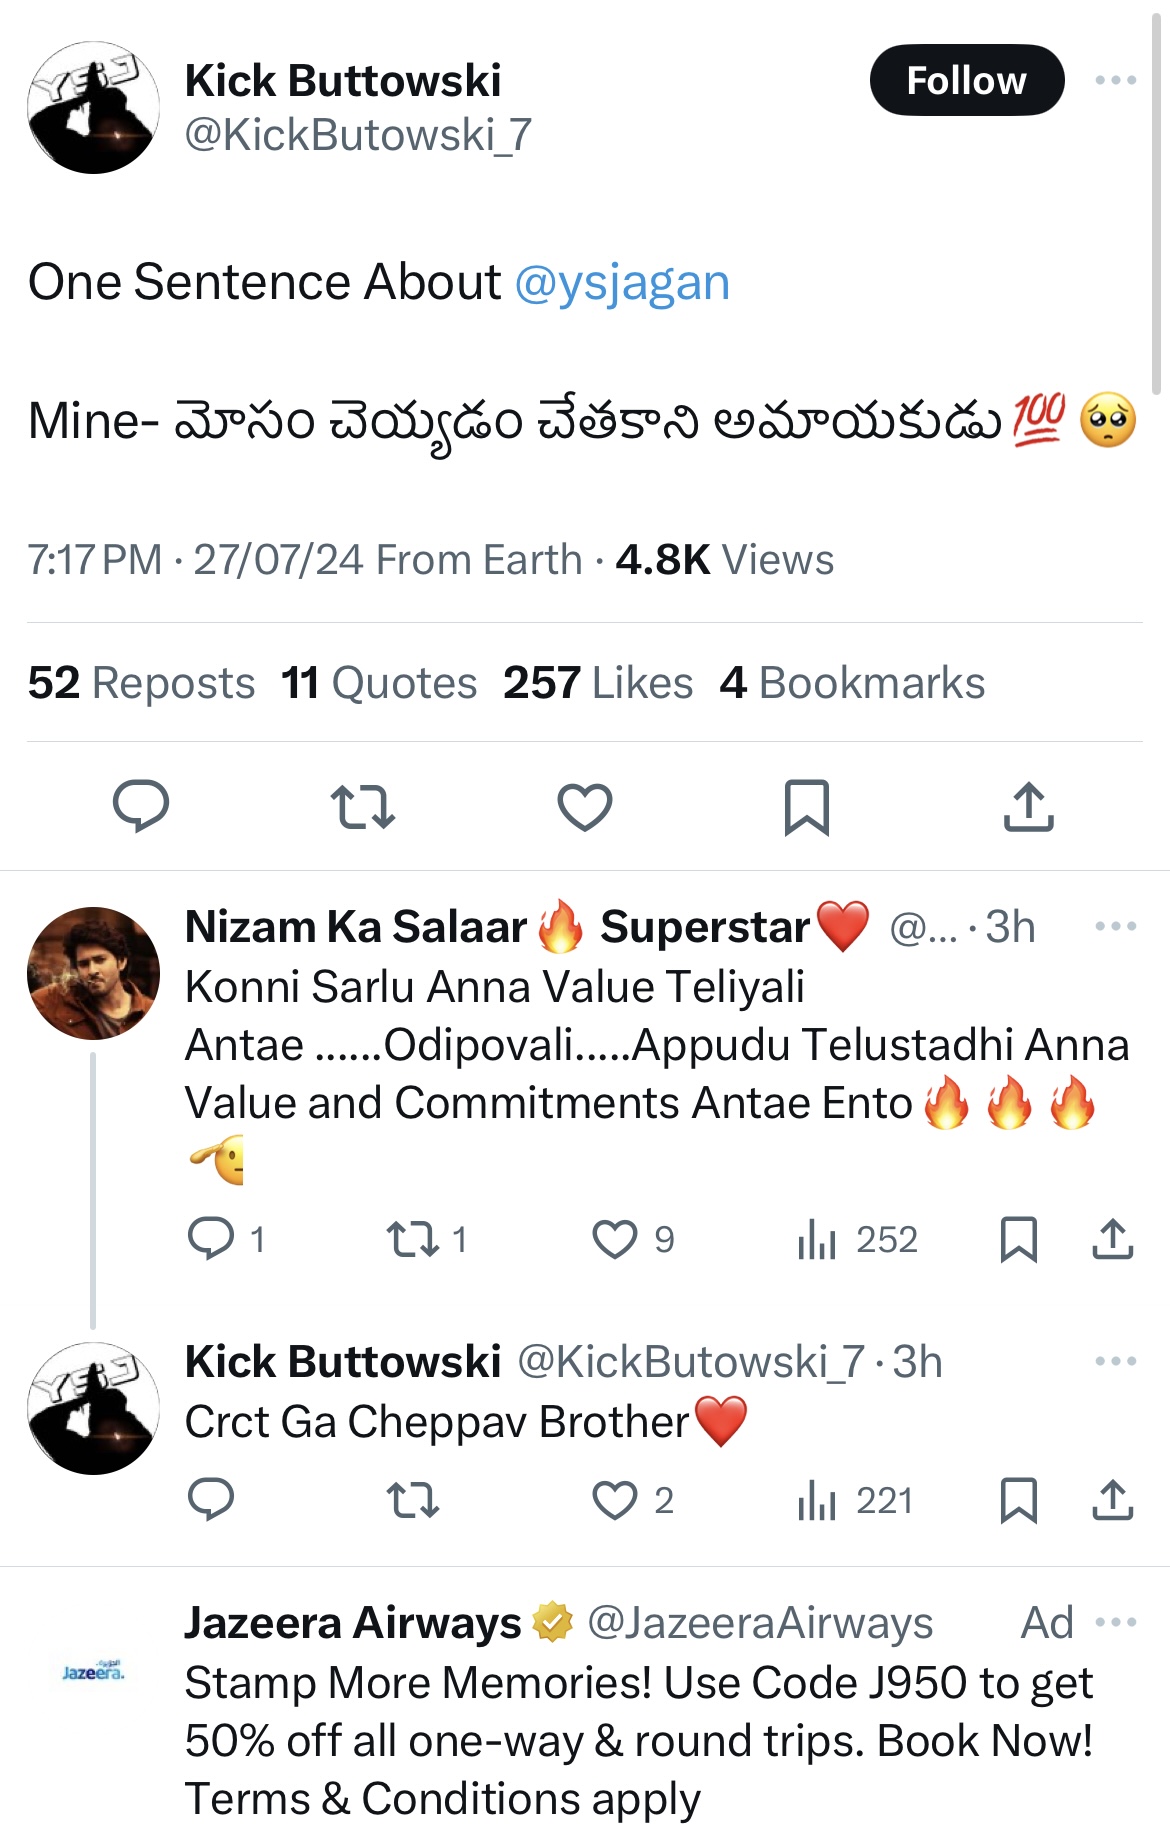 Kick Buttowski
Follow
@KickButowski_7
One Sentence About @ysjagan
Mine- మోసం చెయ్యడం చేతకాని అమాయకుడు💯🥺
7:17 PM · 27/07/24 From Earth · 4.8K Views
52 Reposts 11 Quotes 257 Likes 4 Bookmarks
Nizam Ka Salaar🔥 Superstar❤️ @... · 3h
Konni Sarlu Anna Value Teliyali
Antae ......Odipovali.....Appudu Telustadhi Anna
Value and Commitments Antae Ento🔥🔥🔥
🫡
1 1 9 252
Kick Buttowski @KickButowski_7 · 3h
Crct Ga Cheppav Brother❤️
2 221
Jazeera Airways @JazeeraAirways Ad
Jazeera.
Stamp More Memories! Use Code J950 to get
50% off all one-way & round trips. Book Now!
Terms & Conditions apply